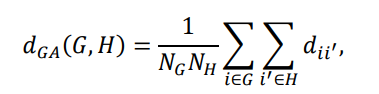 d_{GA}(G, H) = \frac{1}{N_G N_H} \sum_{i \in G} \sum_{i' \in H} d_{ii'},